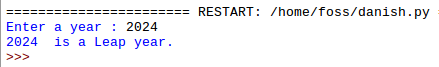 ======================= RESTART: /home/foss/danish.py =
Enter a year : 2024
2024  is a Leap year.
>>>